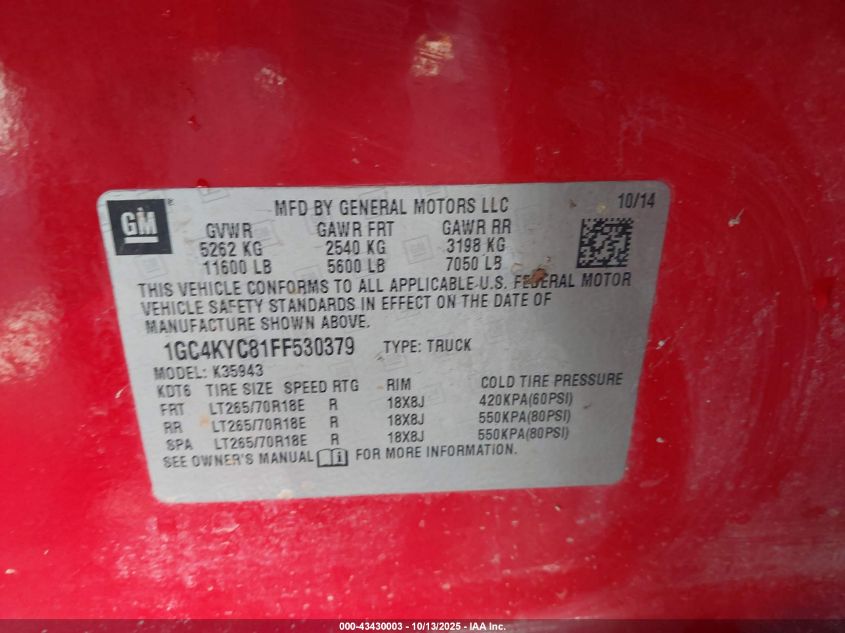 GM
MFD BY GENERAL MOTORS LLC 10/14
GVWR GAWR FRT GAWR RR
5262 KG 2540 KG 3198 KG
11600 LB 5600 LB 7050 LB
THIS VEHICLE CONFORMS TO ALL APPLICABLE U.S. FEDERAL MOTOR
VEHICLE SAFETY STANDARDS IN EFFECT ON THE DATE OF
MANUFACTURE SHOWN ABOVE.
1GC4KYC81FF530379 TYPE: TRUCK
MODEL: K35943
KDT6 TIRE SIZE SPEED RTG RIM COLD TIRE PRESSURE
FRT LT265/70R18E R 18X8J 420KPA(60PSI)
RR LT265/70R18E R 18X8J 550KPA(80PSI)
SPA LT265/70R18E R 18X8J 550KPA(80PSI)
SEE OWNER'S MANUAL FOR MORE INFORMATION.
000-43430003 - 10/13/2025 - IAA Inc.